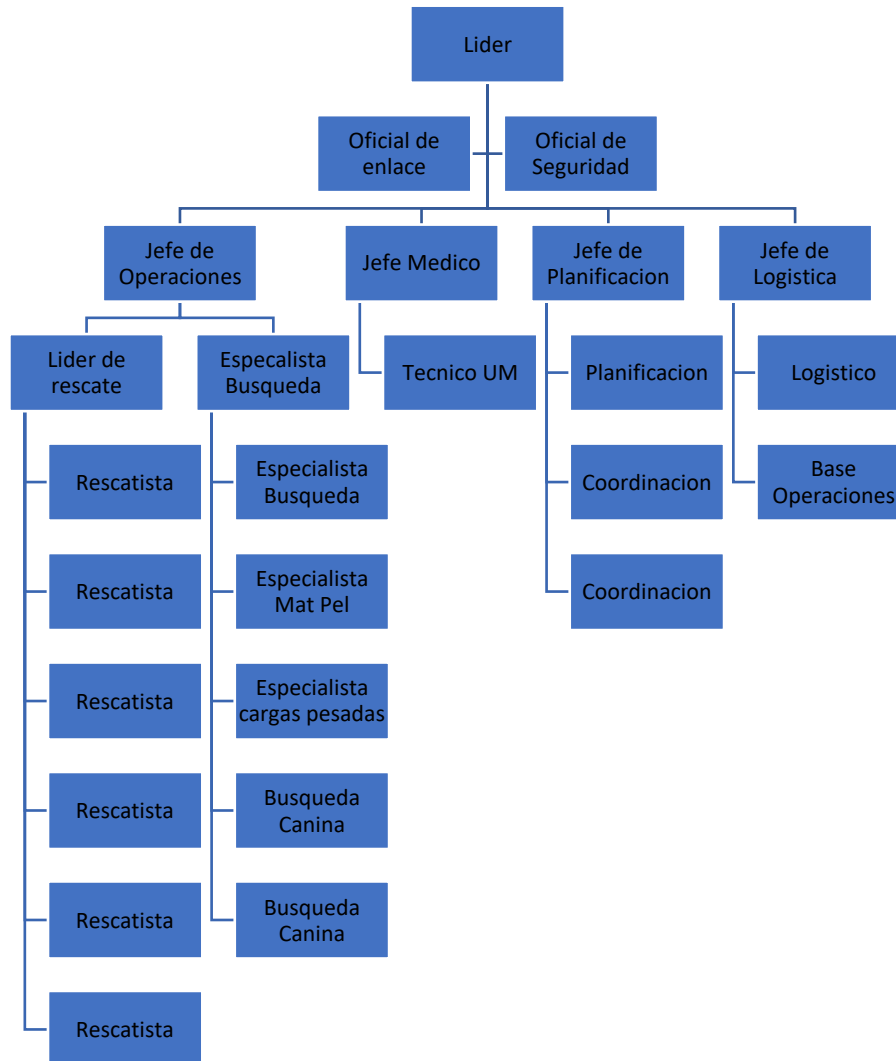 Lider
Oficial de
enlace
Oficial de
Seguridad
Jefe de
Operaciones
Jefe Medico
Jefe de
Planificacion
Jefe de
Logistica
Lider de
rescate
Especalista
Busqueda
Tecnico UM
Planificacion
Logistico
Rescatista
Especialista
Busqueda
Coordinacion
Base
Operaciones
Rescatista
Especialista
Mat Pel
Coordinacion
Rescatista
Especialista
cargas pesadas
Rescatista
Busqueda
Canina
Rescatista
Busqueda
Canina
Rescatista